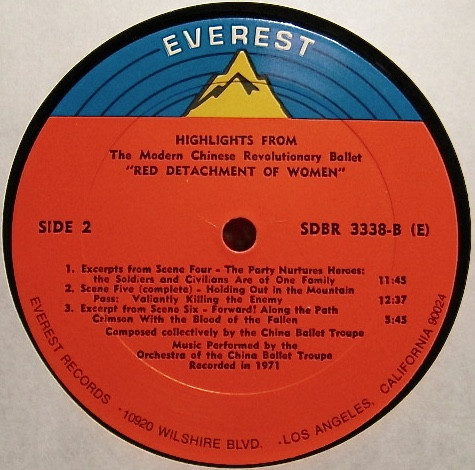 EVEREST
HIGHLIGHTS FROM
The Modern Chinese Revolutionary Ballet
"RED DETACHMENT OF WOMEN"
SIDE 2
SDBR 3338-B (E)
1. Excerpts from Scene Four - The Party Nurtures Heroes;
the Soldiers and Civilians Are of One Family 11:45
2. Scene Five (complete) - Holding Out in the Mountain
Pass: Valiantly Killing the Enemy 12:37
3. Excerpt from Scene Six - Forward! Along the Path
Crimson With the Blood of the Fallen 5:45
Composed collectively by the China Ballet Troupe
Music Performed by the
Orchestra of the China Ballet Troupe
Recorded in 1971
EVEREST RECORDS · 10920 WILSHIRE BLVD. · LOS ANGELES, CALIFORNIA 90024